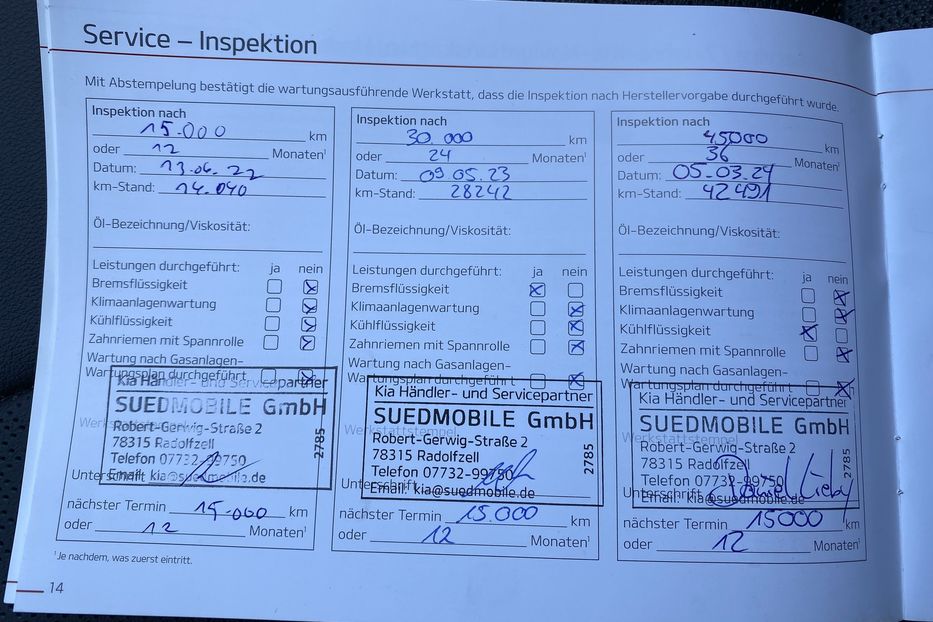 Service – Inspektion
Mit Abstempelung bestätigt die wartungsausführende Werkstatt, dass die Inspektion nach Herstellervorgabe durchgeführt wurde.
Inspektion nach
15.000 km
oder 12 Monaten¹
Datum: 13.06.22
km-Stand: 14.040
Öl-Bezeichnung/Viskosität:
Leistungen durchgeführt: ja nein
Bremsflüssigkeit
Klimaanlagenwartung
Kühlflüssigkeit
Zahnriemen mit Spannrolle
Wartung nach Gasanlagen-
Wartungsplan durchgeführt
Kia Händler- und Servicepartner
SUEDMOBILE GmbH
Robert-Gerwig-Straße 2
78315 Radolfzell
Telefon 07732-99750
Email: kia@suedmobile.de
2785
Unterschrift
nächster Termin 15.000 km
oder 12 Monaten¹
Inspektion nach
30.000 km
oder 24 Monaten¹
Datum: 09.05.23
km-Stand: 28242
Öl-Bezeichnung/Viskosität:
Leistungen durchgeführt: ja nein
Bremsflüssigkeit
Klimaanlagenwartung
Kühlflüssigkeit
Zahnriemen mit Spannrolle
Wartung nach Gasanlagen-
Wartungsplan durchgeführt
Kia Händler- und Servicepartner
SUEDMOBILE GmbH
Werkstattstempel
Robert-Gerwig-Straße 2
78315 Radolfzell
Telefon 07732-99750
Email: kia@suedmobile.de
2785
Unterschrift
nächster Termin 15.000 km
oder 12 Monaten¹
Inspektion nach
45000 km
oder 36 Monaten¹
Datum: 05.03.24
km-Stand: 42491
Öl-Bezeichnung/Viskosität:
Leistungen durchgeführt: ja nein
Bremsflüssigkeit
Klimaanlagenwartung
Kühlflüssigkeit
Zahnriemen mit Spannrolle
Wartung nach Gasanlagen-
Wartungsplan durchgeführt
Kia Händler- und Servicepartner
SUEDMOBILE GmbH
Werkstattstempel
Robert-Gerwig-Straße 2
78315 Radolfzell
Telefon 07732-99750
Email: kia@suedmobile.de
2785
Unterschrift
nächster Termin 15000 km
oder 12 Monaten¹
¹Je nachdem, was zuerst eintritt.
14